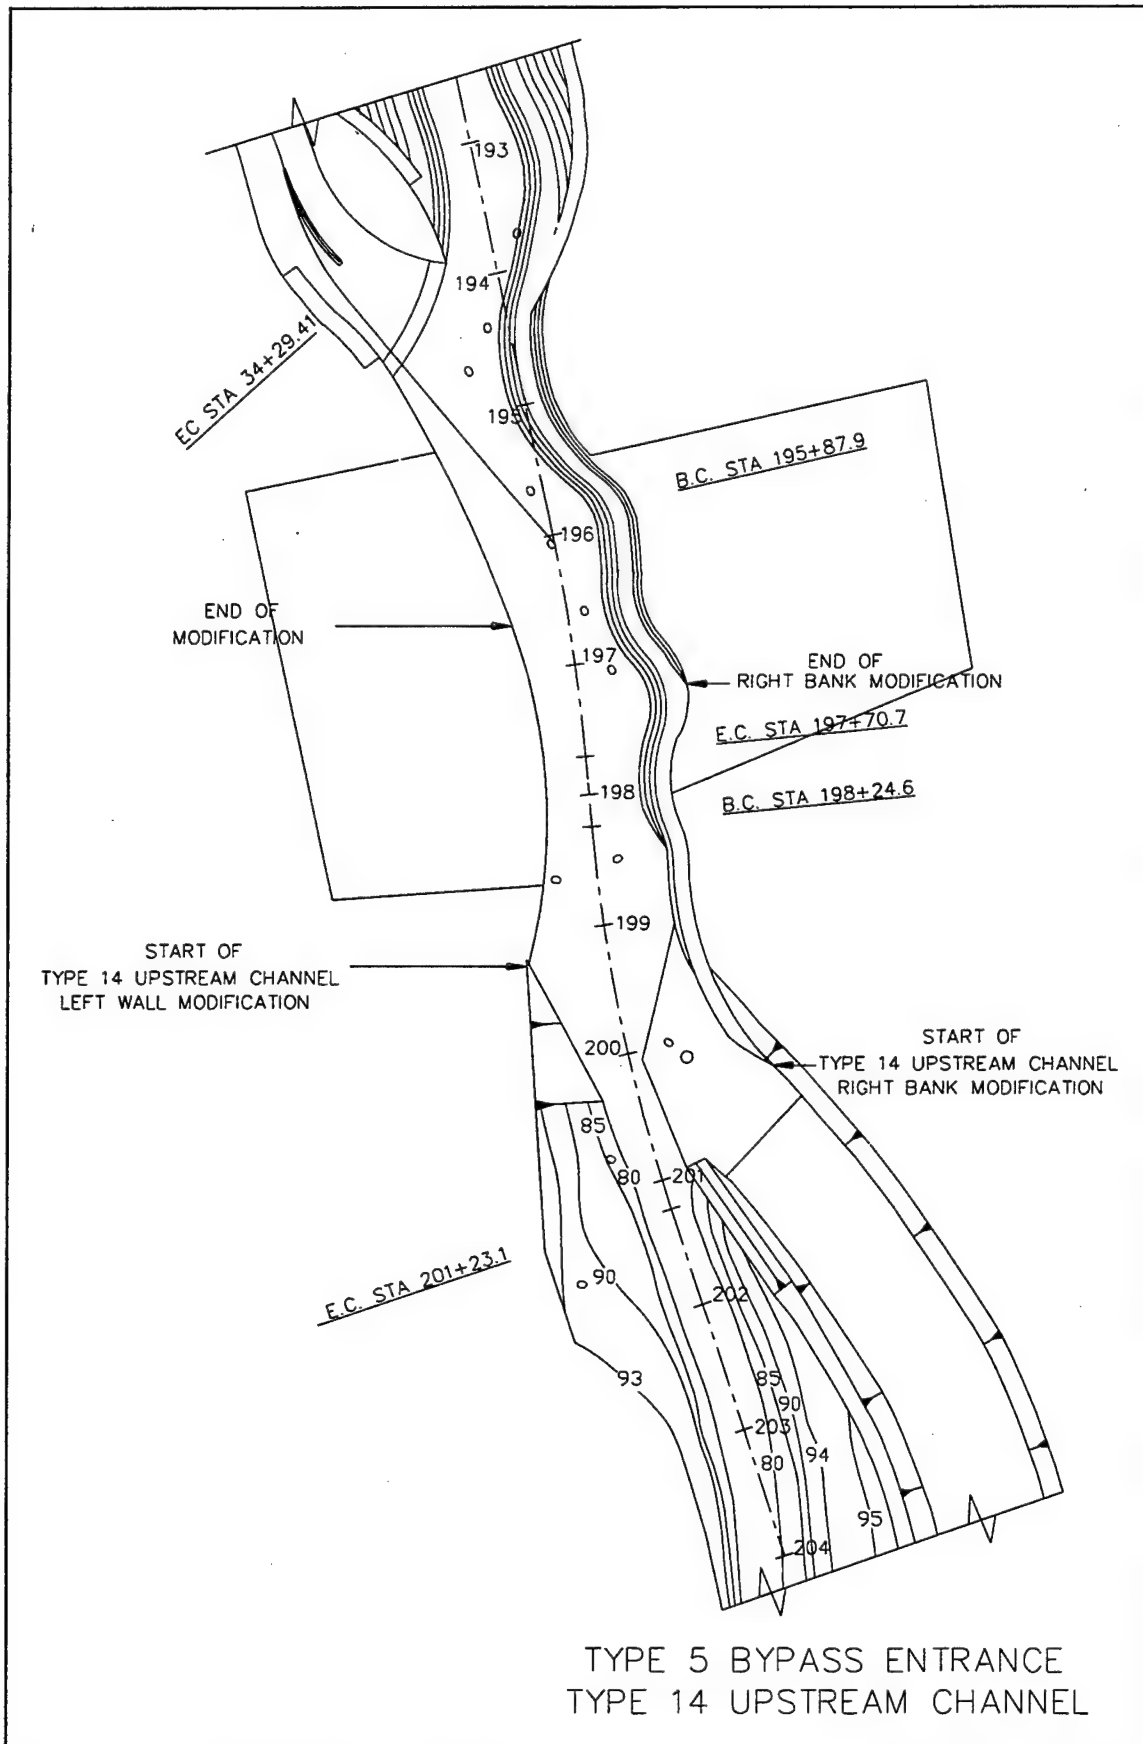 193
194
EC STA 34+29.41
195
B.C. STA 195+87.9
196
END OF
MODIFICATION
197
END OF
RIGHT BANK MODIFICATION
E.C. STA 197+70.7
198
B.C. STA 198+24.6
199
START OF
TYPE 14 UPSTREAM CHANNEL
LEFT WALL MODIFICATION
200
START OF
TYPE 14 UPSTREAM CHANNEL
RIGHT BANK MODIFICATION
85
80
201
E.C. STA 201+23.1
90
202
93
85
90
203
80
94
95
204
TYPE 5 BYPASS ENTRANCE
TYPE 14 UPSTREAM CHANNEL